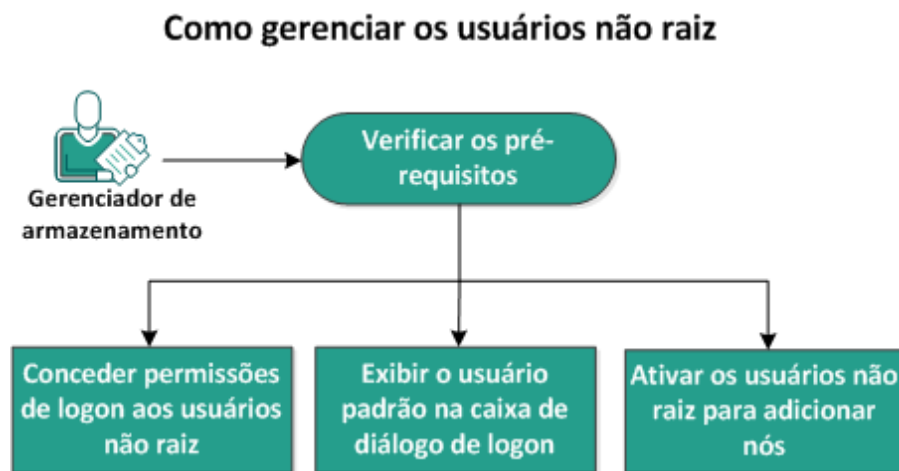 Como gerenciar os usuários não raiz
Verificar os pré-
requisitos
Gerenciador de
armazenamento
Conceder permissões
de logon aos usuários
não raiz
Exibir o usuário
padrão na caixa de
diálogo de logon
Ativar os usuários não
raiz para adicionar
nós